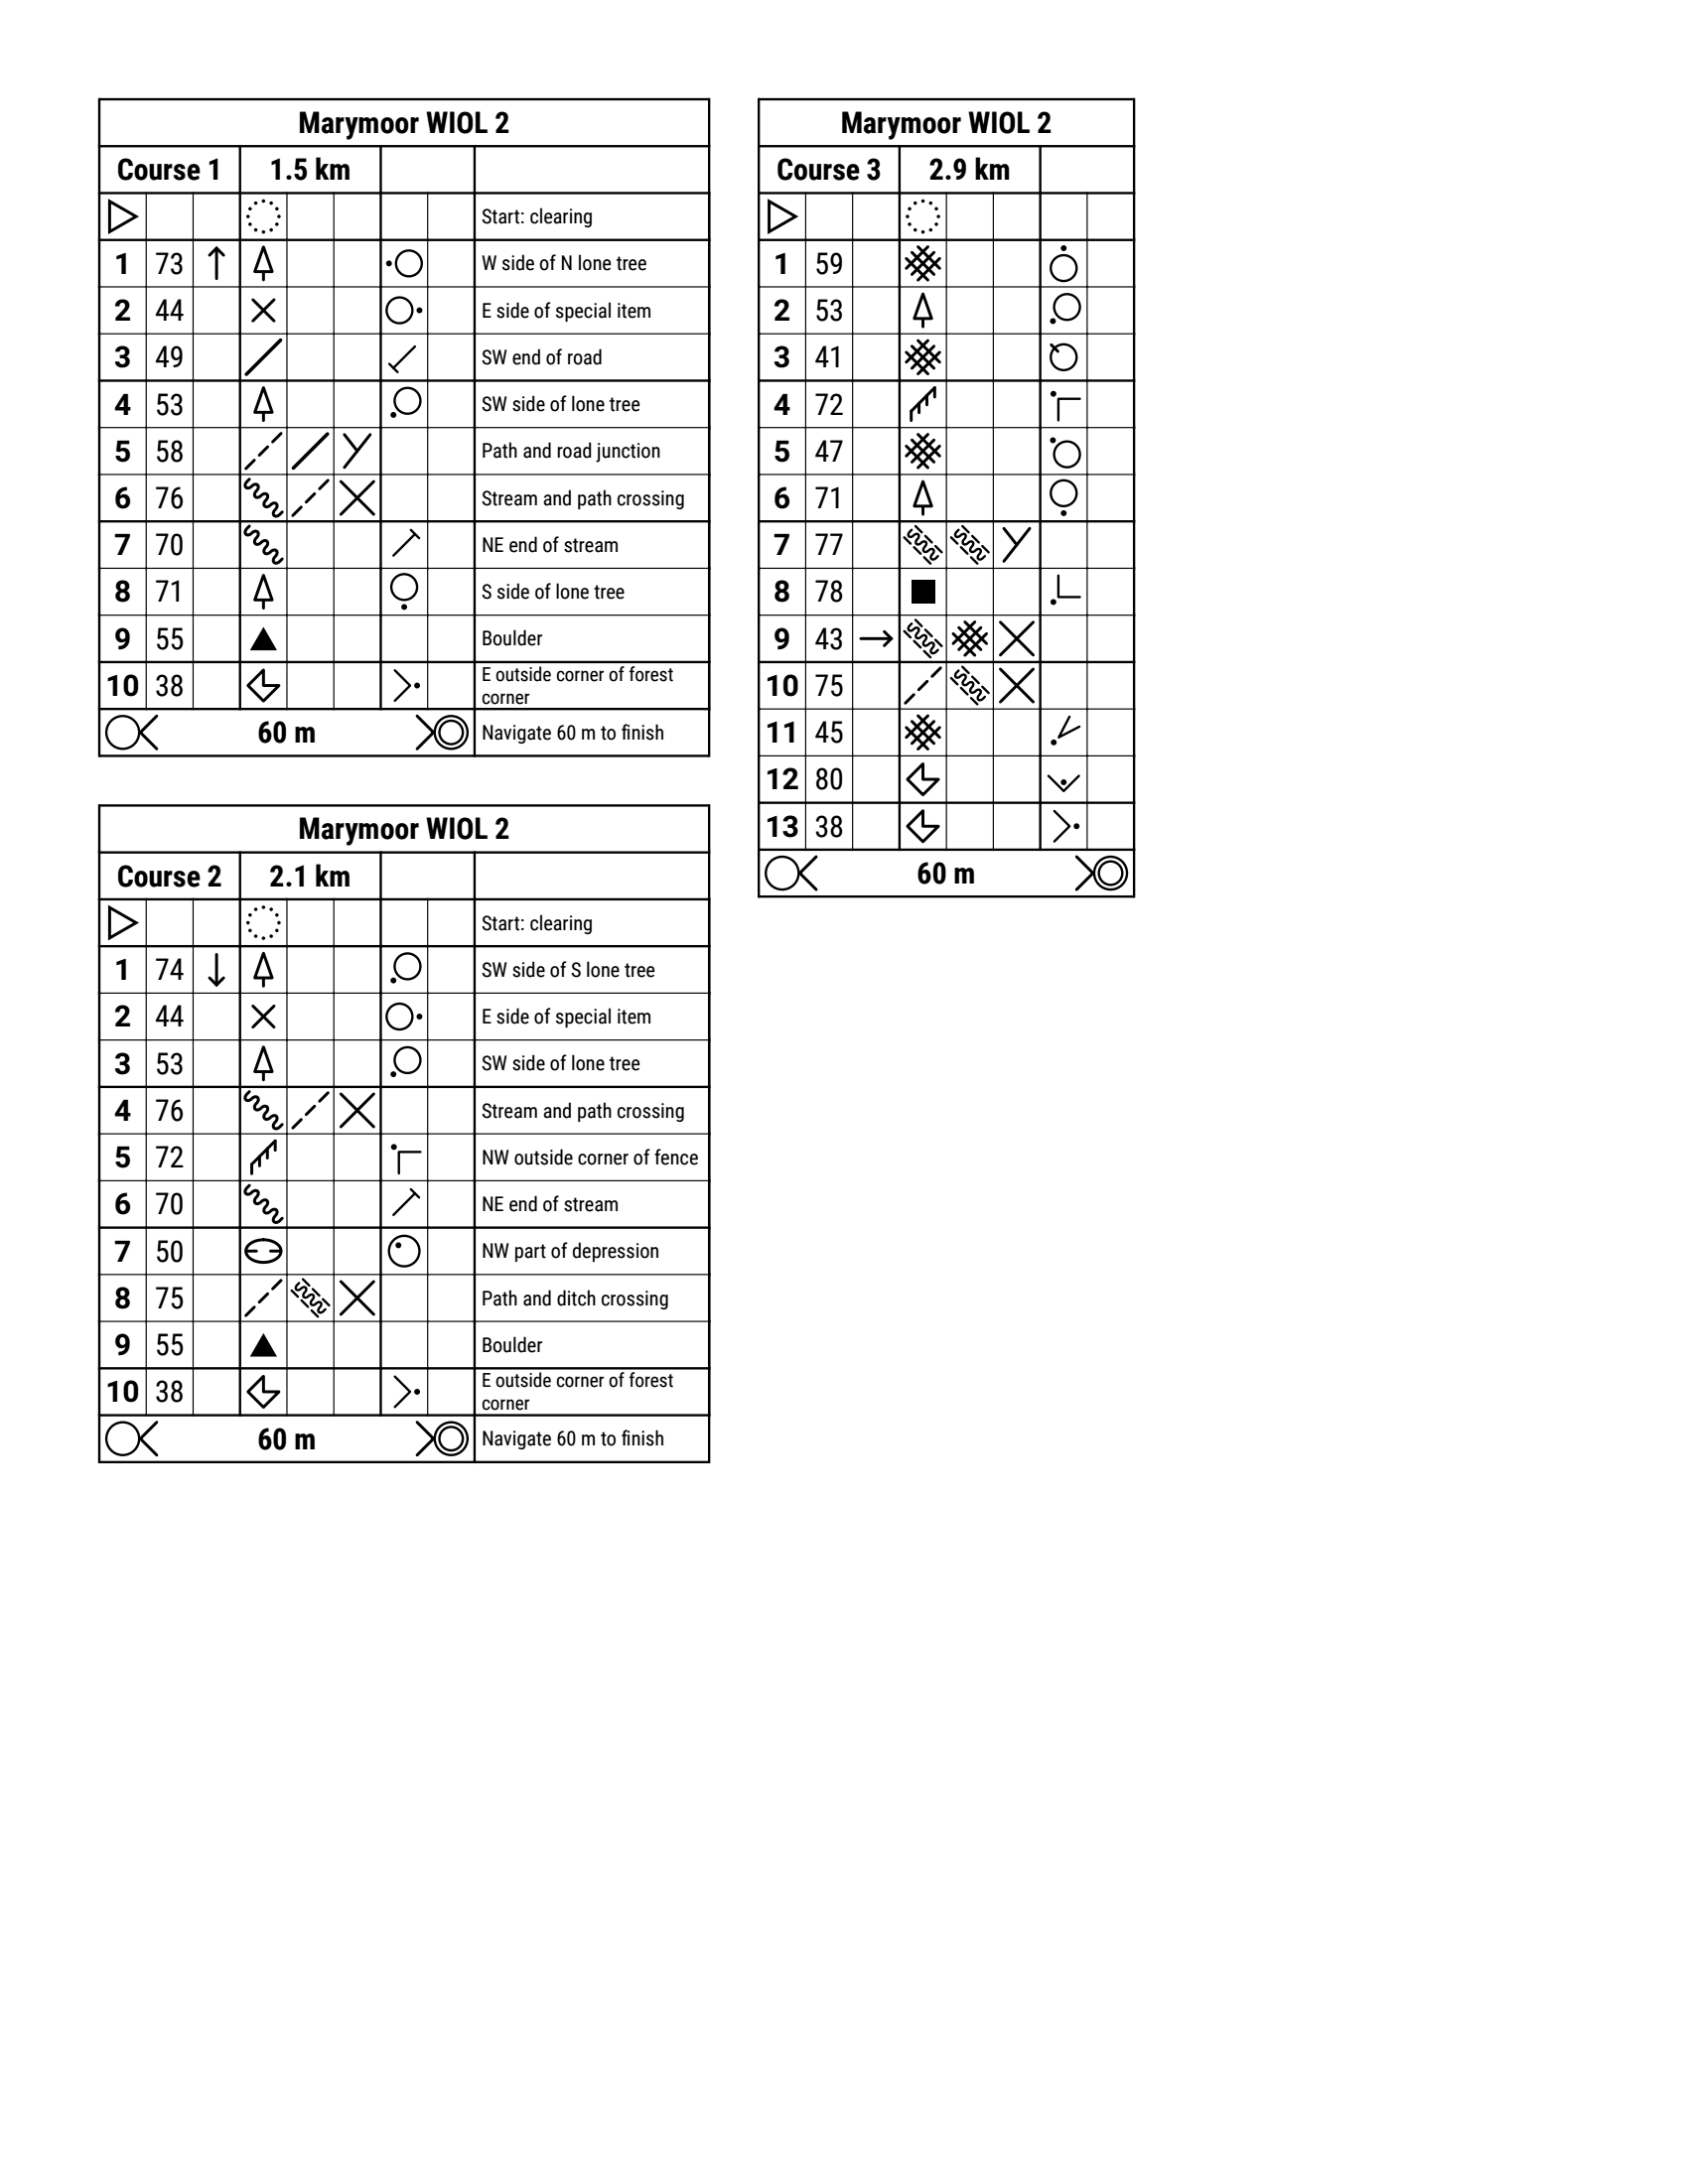 Marymoor WIOL 2
Course 1 1.5 km
Start: clearing
1 73 W side of N lone tree
2 44 E side of special item
3 49 SW end of road
4 53 SW side of lone tree
5 58 Path and road junction
6 76 Stream and path crossing
7 70 NE end of stream
8 71 S side of lone tree
9 55 Boulder
10 38 E outside corner of forest
corner
60 m Navigate 60 m to finish
Marymoor WIOL 2
Course 2 2.1 km
Start: clearing
1 74 SW side of S lone tree
2 44 E side of special item
3 53 SW side of lone tree
4 76 Stream and path crossing
5 72 NW outside corner of fence
6 70 NE end of stream
7 50 NW part of depression
8 75 Path and ditch crossing
9 55 Boulder
10 38 E outside corner of forest
corner
60 m Navigate 60 m to finish
Marymoor WIOL 2
Course 3 2.9 km
1 59
2 53
3 41
4 72
5 47
6 71
7 77
8 78
9 43
10 75
11 45
12 80
13 38
60 m